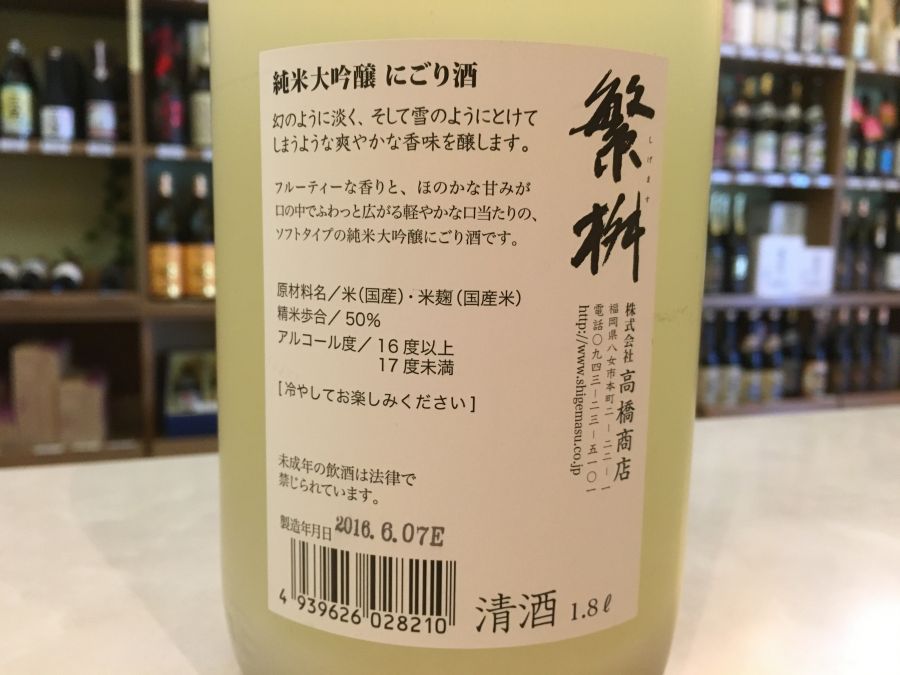 純米大吟醸 にごり酒
幻のように淡く、そして雪のようにとけて
しまうような爽やかな香味を醸します。
フルーティーな香りと、ほのかな甘みが
口の中でふわっと広がる軽やかな口当たりの、
ソフトタイプの純米大吟醸にごり酒です。
原材料名／米(国産)・米麹(国産米)
精米歩合／50%
アルコール度／16度以上
17度未満
[冷やしてお楽しみください]
未成年の飲酒は法律で
禁じられています。
製造年月日 2016.6.07E
4 939626 028210
清酒 1.8ℓ
繁桝
しげます
株式会社 高橋商店
福岡県八女市本町二ー二二ー一
電話〇九四三ー二三ー五一〇一
http://www.shigemasu.co.jp